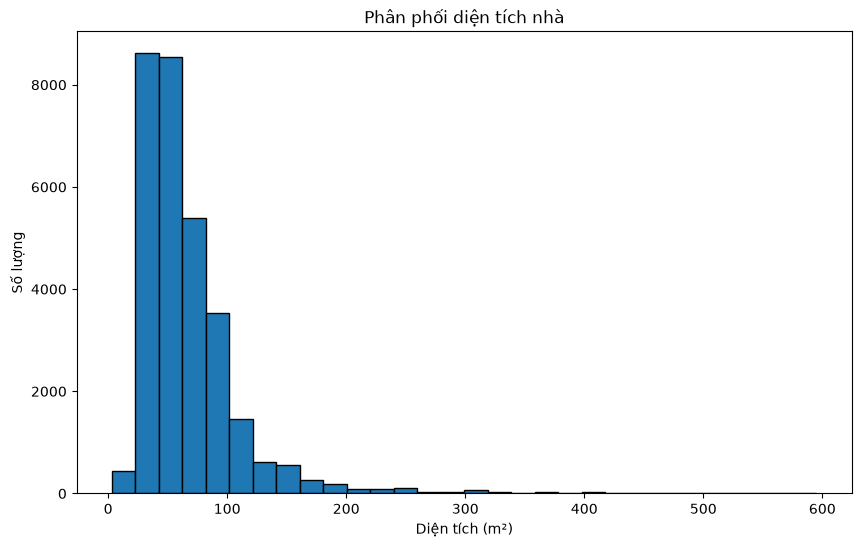 Phân phối diện tích nhà
Số lượng
8000
6000
4000
2000
0
0 100 200 300 400 500 600
Diện tích (m²)